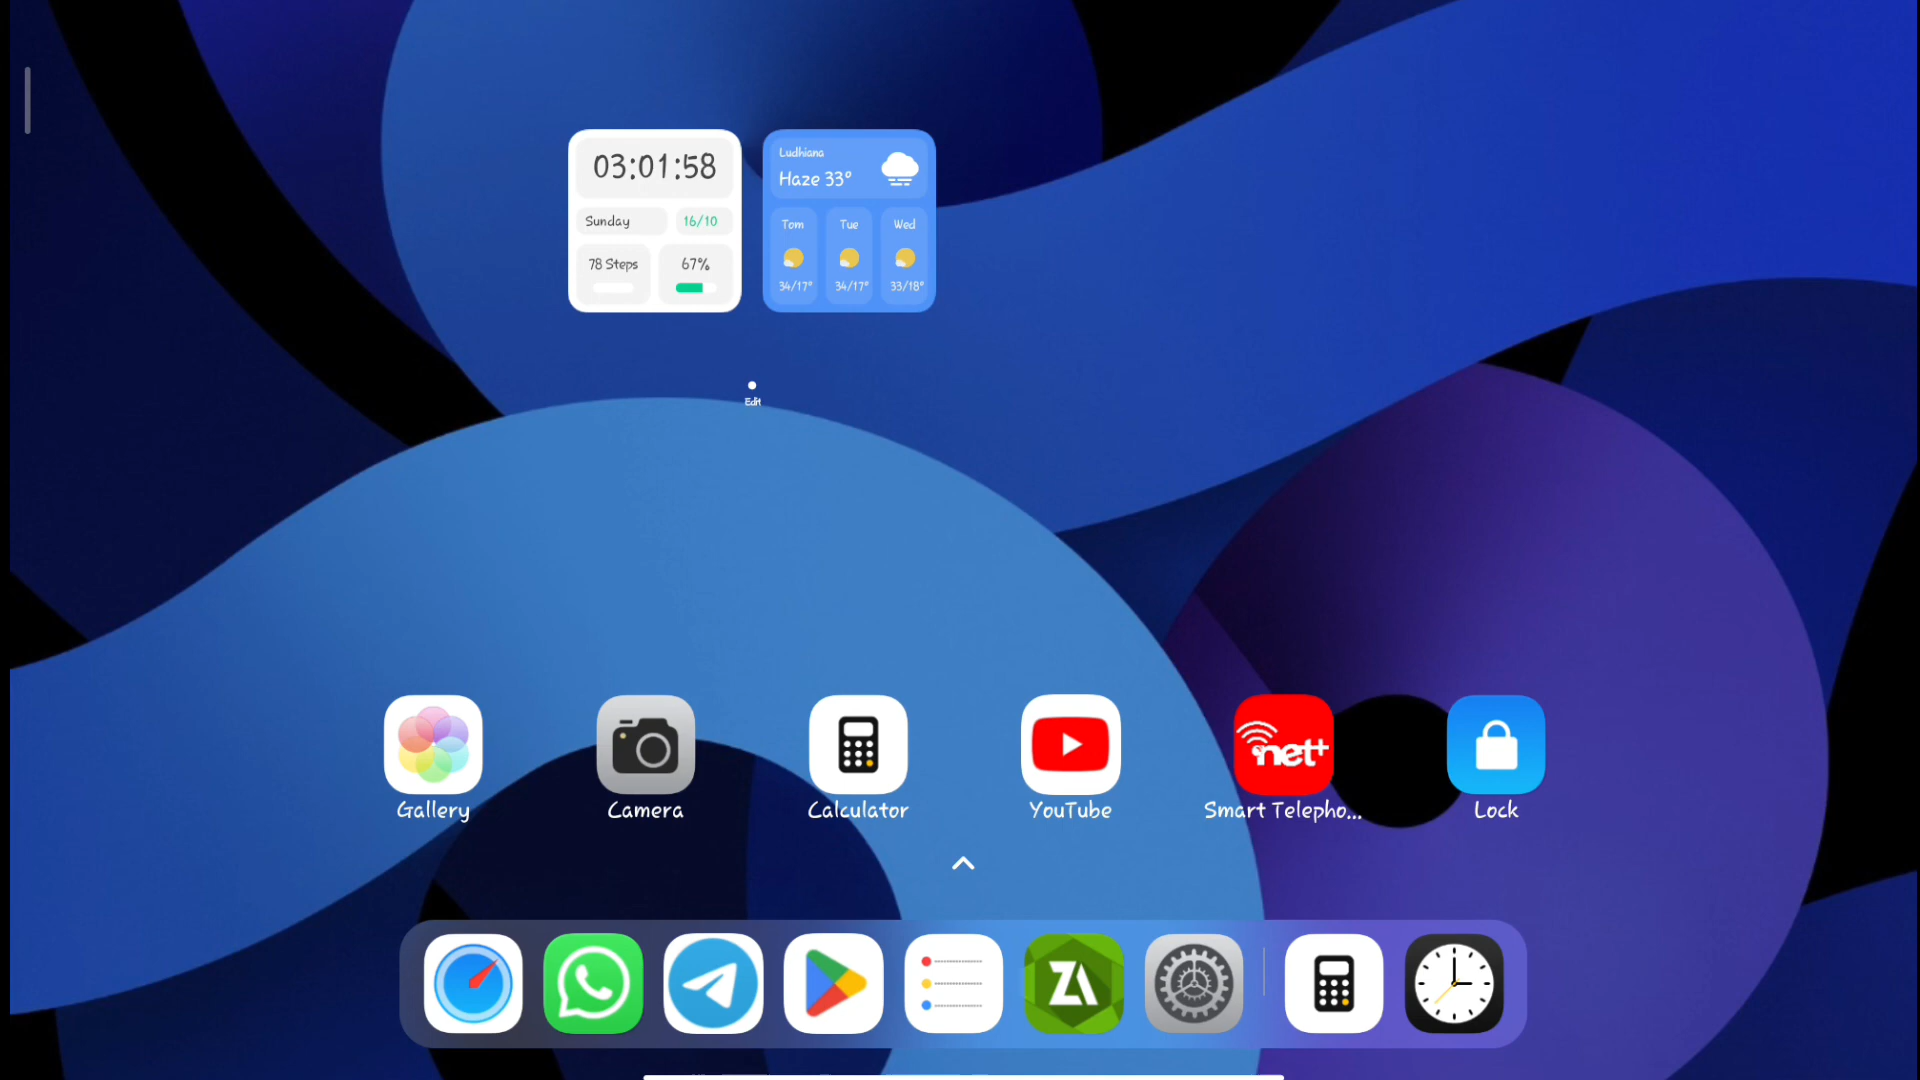 03:01:58
Sunday
16/10
78 Steps
67%
Ludhiana
Haze 33°
Tom
Tue
Wed
34/17°
34/17°
33/18°
Edit
net+
Gallery
Camera
Calculator
YouTube
Smart Telepho...
Lock
ZA